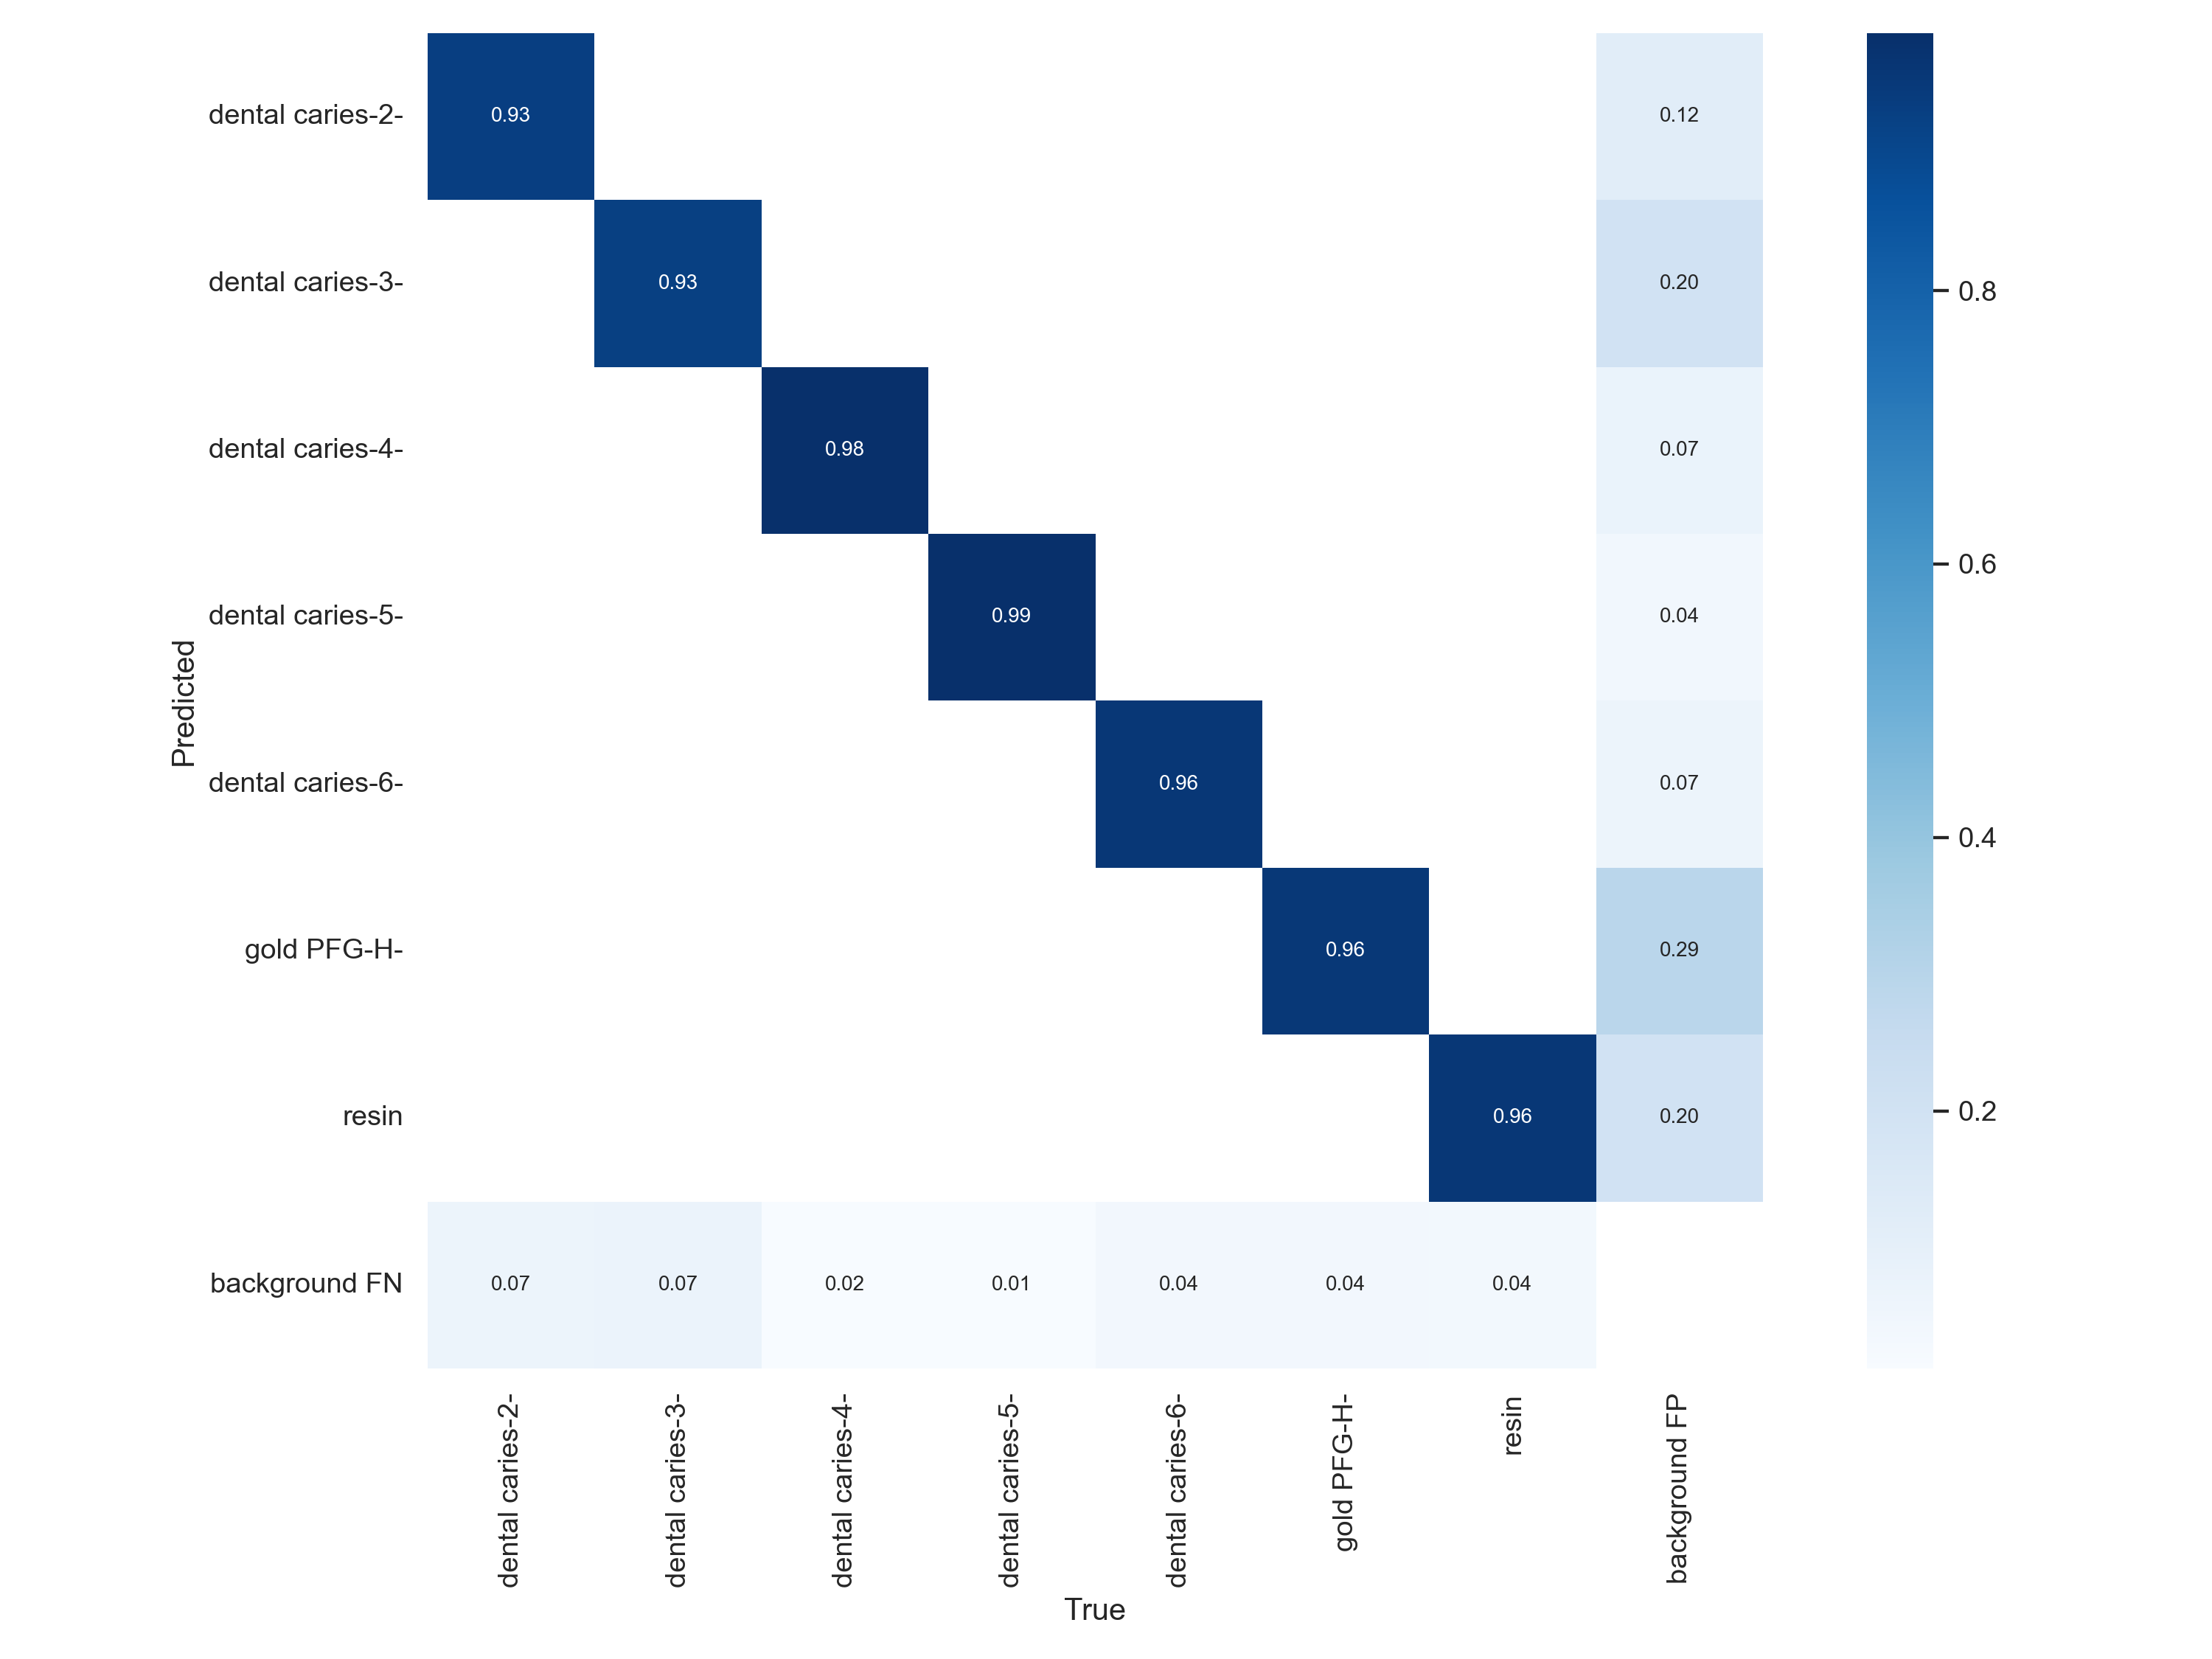 dental caries-2-
0.93
0.12
dental caries-3-
0.93
0.20
0.8
dental caries-4-
0.98
0.07
0.6
dental caries-5-
0.99
0.04
Predicted
dental caries-6-
0.96
0.07
0.4
gold PFG-H-
0.96
0.29
resin
0.96
0.20
0.2
background FN
0.07
0.07
0.02
0.01
0.04
0.04
0.04
dental caries-2-
dental caries-3-
dental caries-4-
dental caries-5-
dental caries-6-
gold PFG-H-
resin
background FP
True